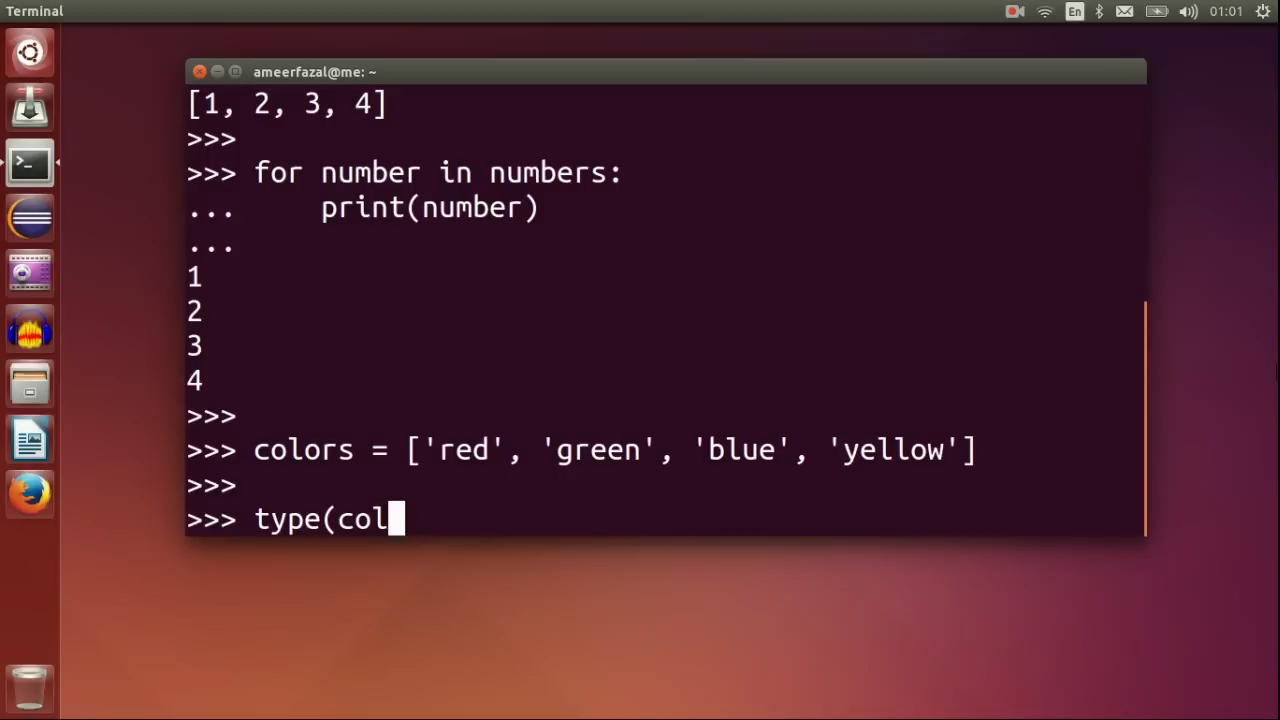 Terminal
En
01:01
ameerfazal@me: ~
[1, 2, 3, 4]
>>>
>>> for number in numbers:
...     print(number)
...
1
2
3
4
>>>
>>> colors = ['red', 'green', 'blue', 'yellow']
>>>
>>> type(col